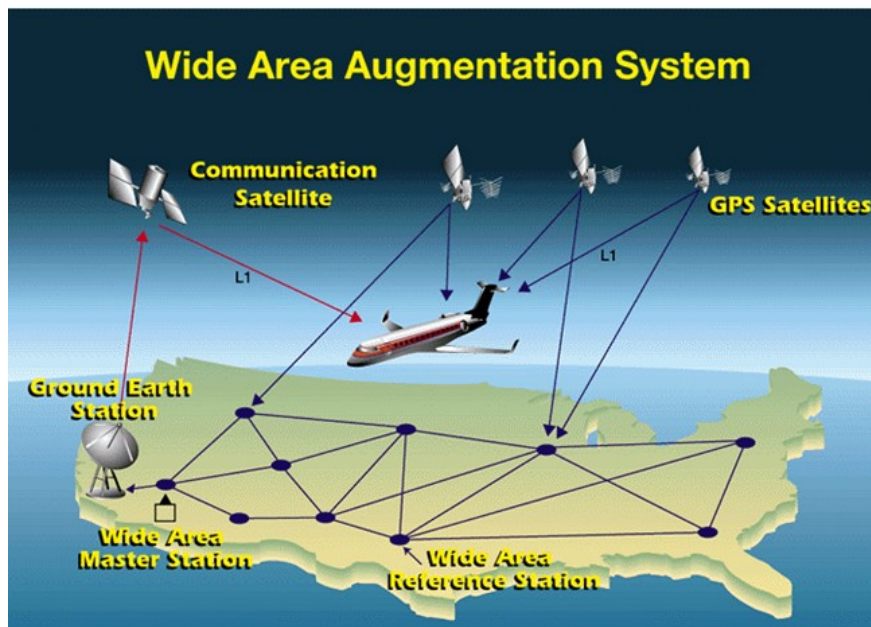 Wide Area Augmentation System
Communication
Satellite
GPS Satellites
L1
L1
Ground Earth
Station
Wide Area
Master Station
Wide Area
Reference Station